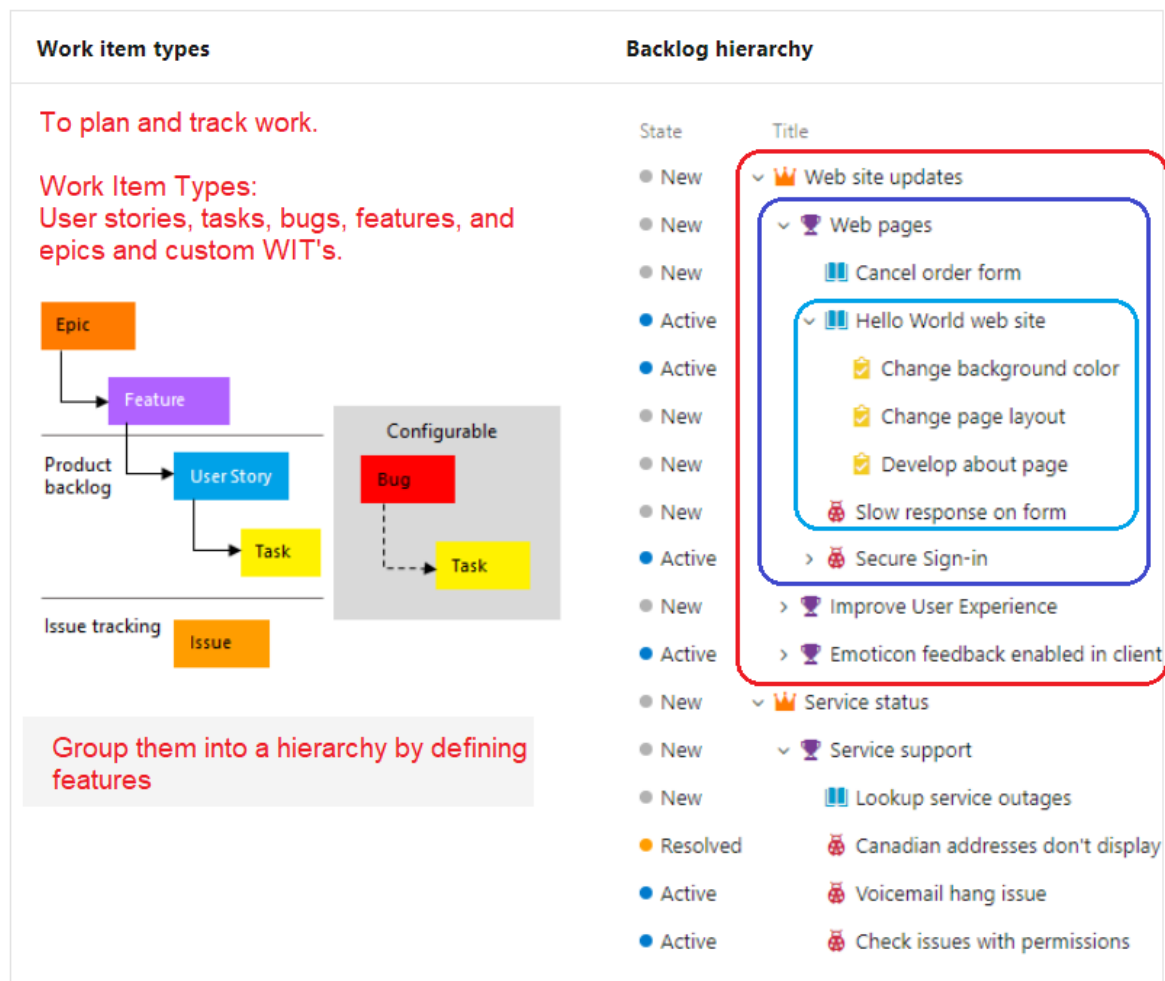 Work item types
Backlog hierarchy
To plan and track work.
Work Item Types:
User stories, tasks, bugs, features, and
epics and custom WIT's.
Epic
Feature
Product
backlog
User Story
Task
Configurable
Bug
Task
Issue tracking
Issue
Group them into a hierarchy by defining
features
State Title
New Web site updates
New Web pages
New Cancel order form
Active Hello World web site
Active Change background color
New Change page layout
New Develop about page
New Slow response on form
Active Secure Sign-in
New Improve User Experience
Active Emoticon feedback enabled in client
New Service status
New Service support
New Lookup service outages
Resolved Canadian addresses don't display
Active Voicemail hang issue
Active Check issues with permissions